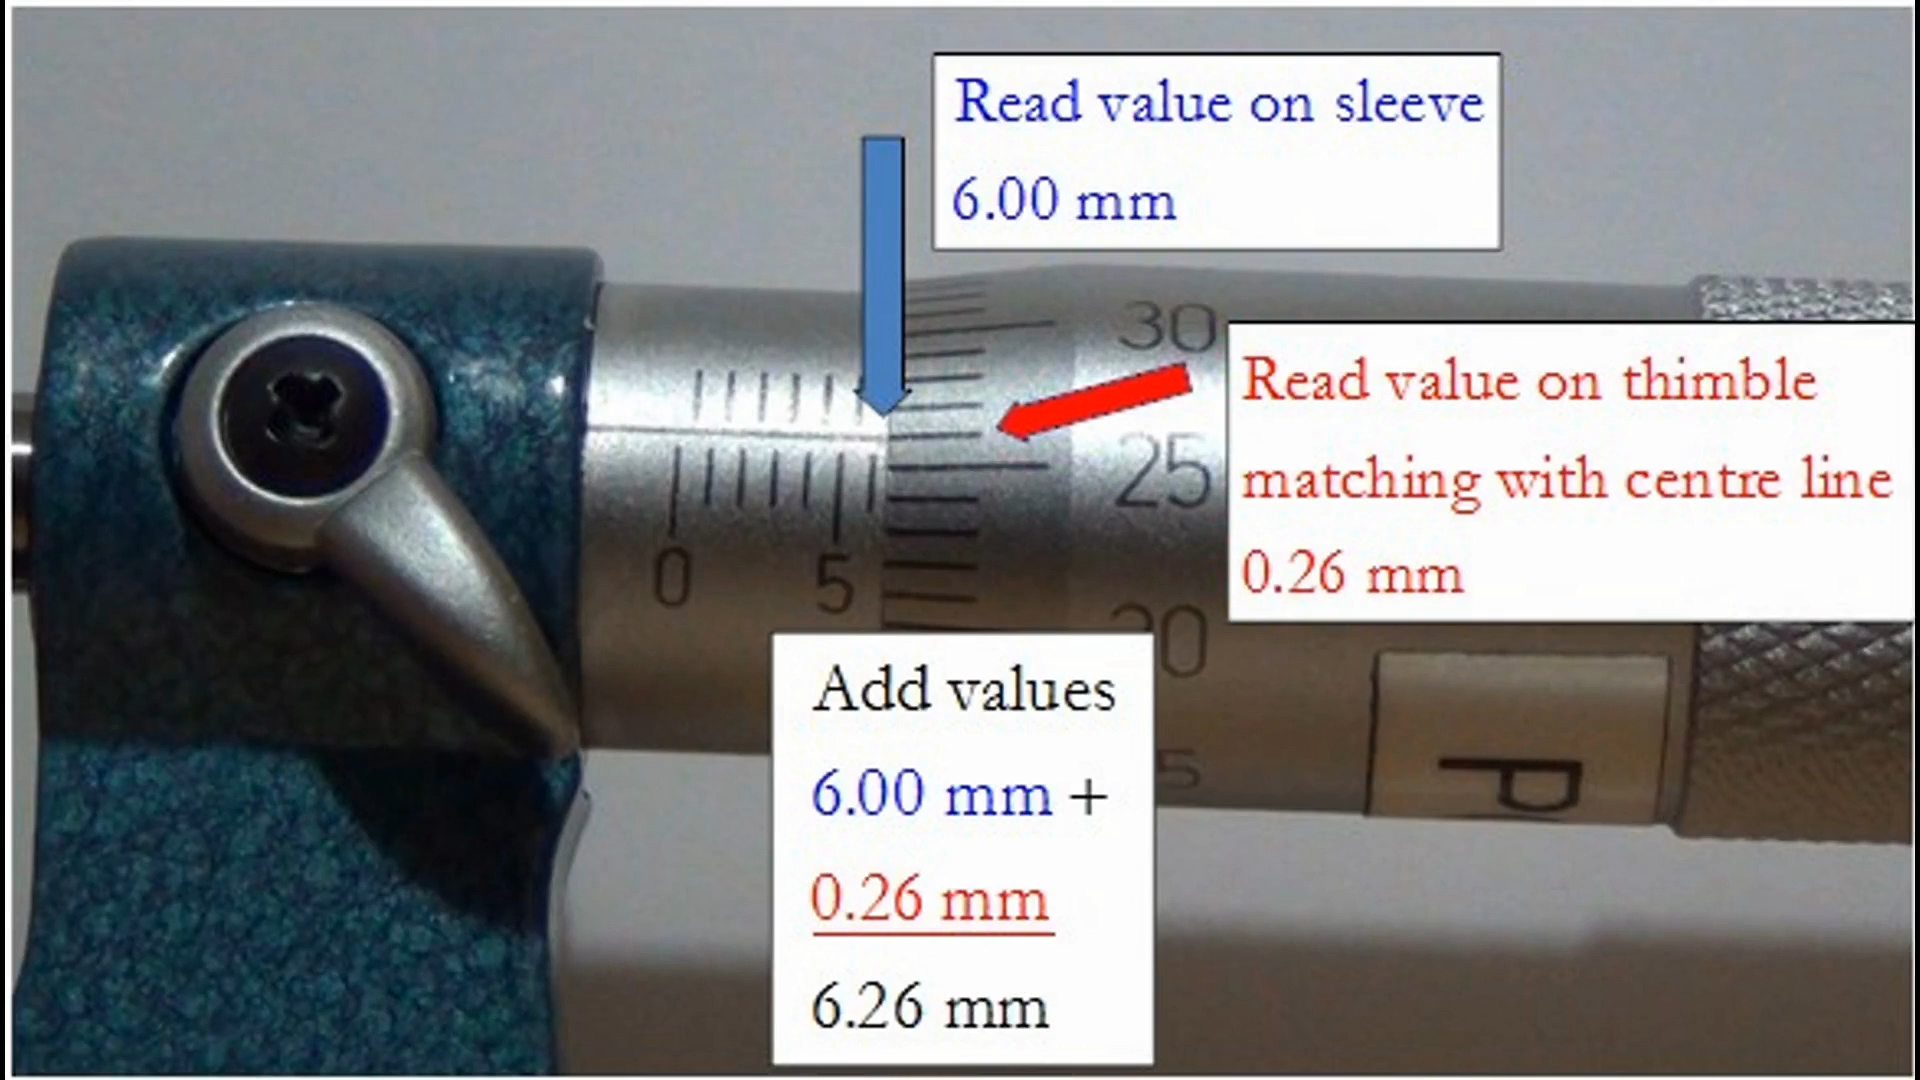 Read value on sleeve
6.00 mm
30
Read value on thimble
matching with centre line
0.26 mm
25
0
5
20
Add values
6.00 mm +
0.26 mm
6.26 mm
5
P